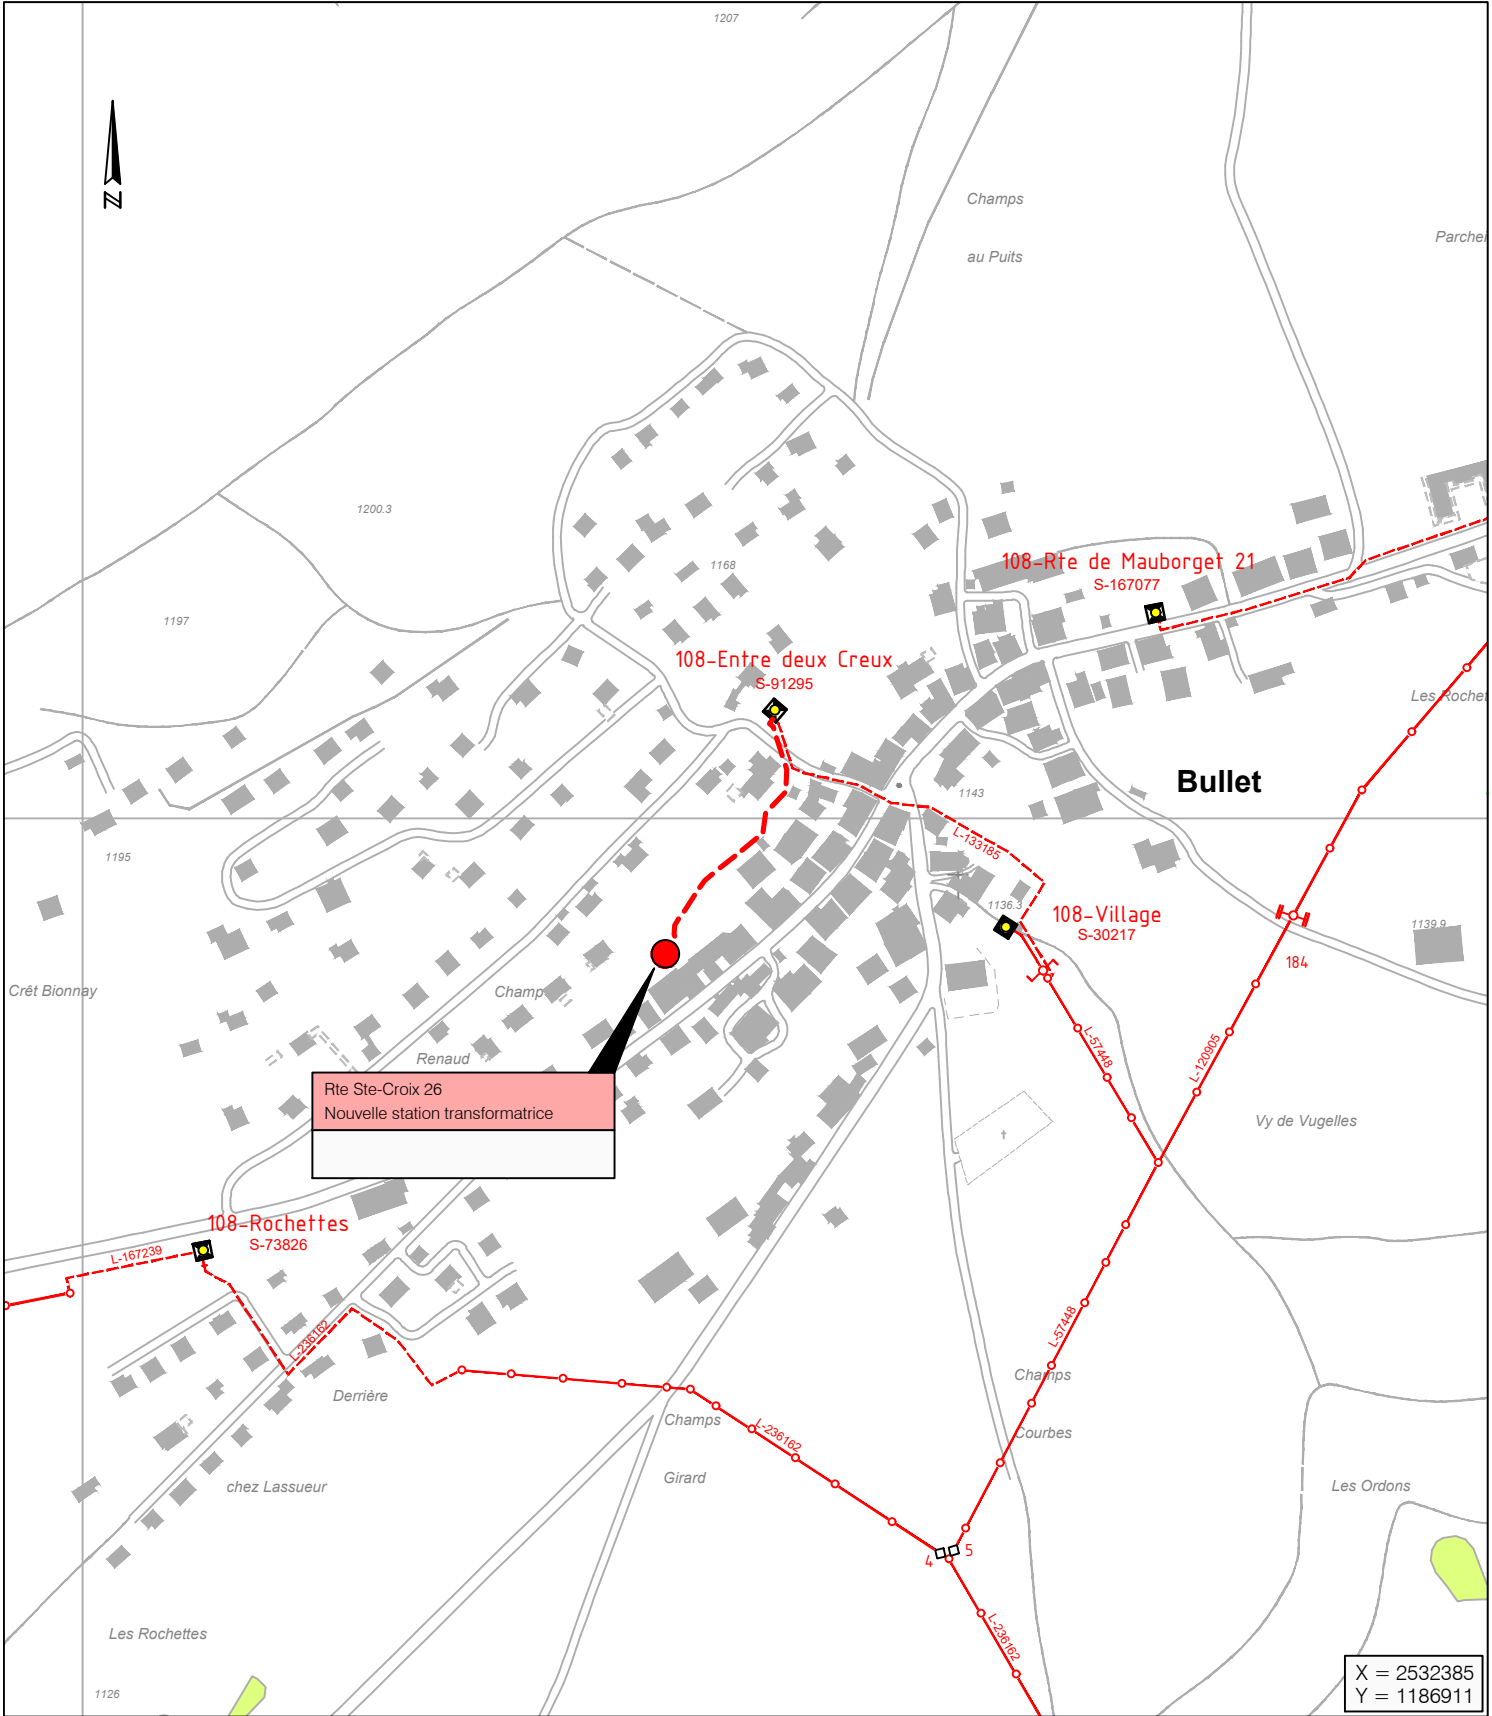 1207
N
Champs
au Puits
Parche
1200.3
1168
108-Rte de Mauborget 21
S-167077
1197
108-Entre deux Creux
S-91295
Les Rochet
Bullet
1143
L-133185
1195
1136.3
108-Village
S-30217
1139.9
184
Crêt Bionnay
Champ
Renaud
L-57448
L-120905
Rte Ste-Croix 26
Nouvelle station transformatrice
Vy de Vugelles
108-Rochettes
S-73826
L-167239
L-236162
L-57448
Champs
Courbes
Derrière
chez Lassueur
Champs
Girard
L-236162
Les Ordons
4
5
L-236162
Les Rochettes
1126
X = 2532385
Y = 1186911